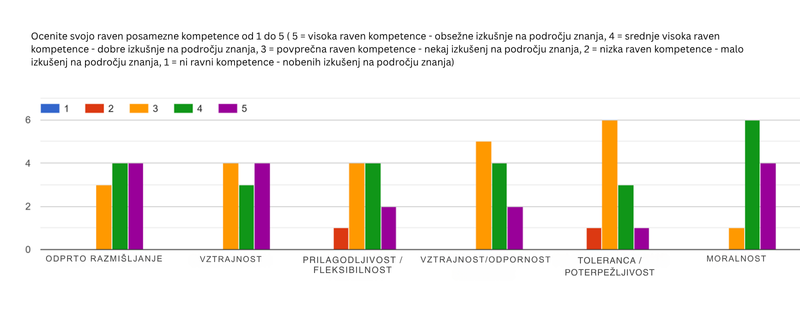 Ocenite svojo raven posamezne kompetence od 1 do 5 ( 5 = visoka raven kompetence - obsežne izkušnje na področju znanja, 4 = srednje visoka raven
kompetence - dobre izkušnje na področju znanja, 3 = povprečna raven kompetence - nekaj izkušenj na področju znanja, 2 = nizka raven kompetence - malo
izkušenj na področju znanja, 1 = ni ravni kompetence - nobenih izkušenj na področju znanja)
1 2 3 4 5
6
4
2
0
ODPRTO RAZMIŠLJANJE
VZTRAJNOST
PRILAGODLJIVOST /
FLEKSIBILNOST
VZTRAJNOST/ODPORNOST
TOLERANCA /
POTERPEŽLJIVOST
MORALNOST